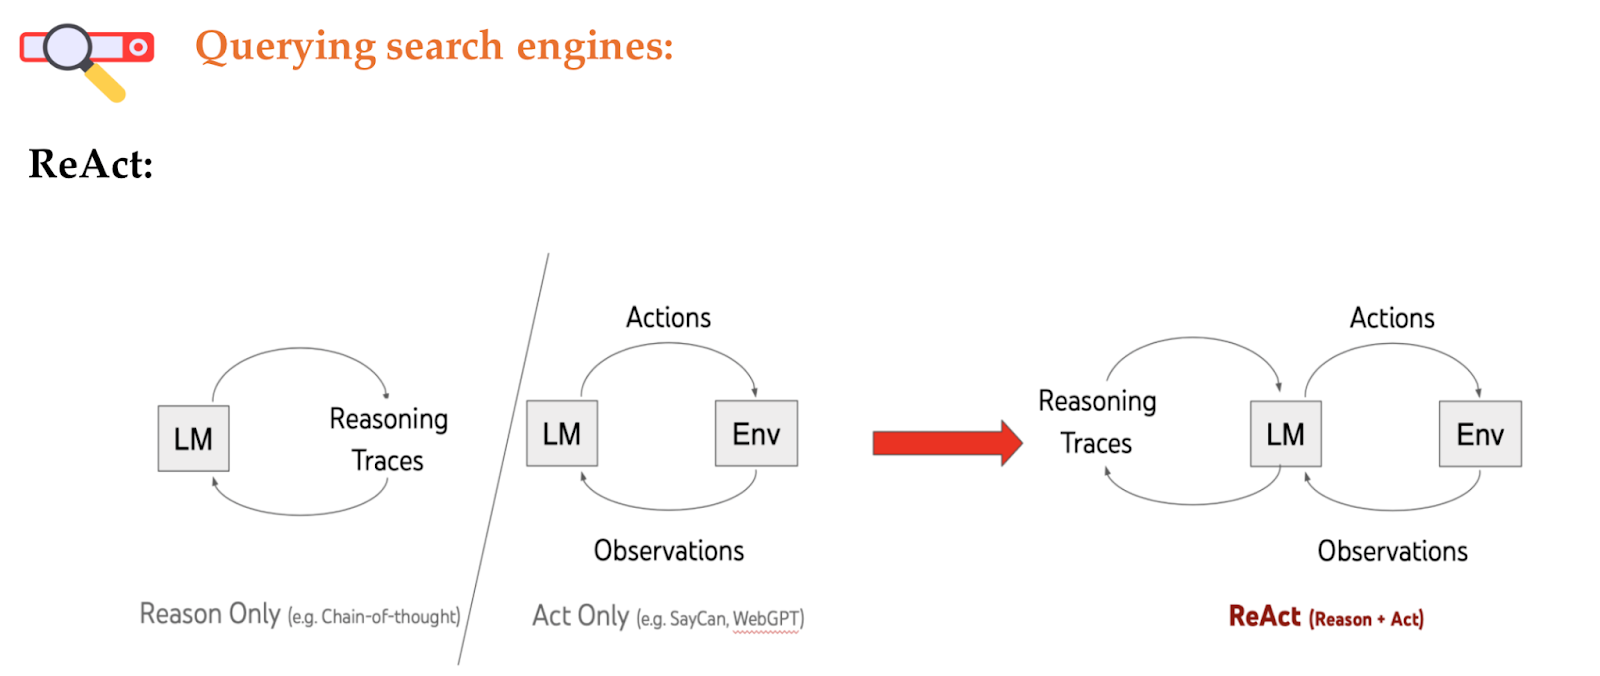 Querying search engines:
ReAct:
LM
Reasoning
Traces
Reason Only (e.g. Chain-of-thought)
Actions
LM
Env
Observations
Act Only (e.g. SayCan, WebGPT)
Reasoning
Traces
Actions
LM
Env
Observations
ReAct (Reason + Act)